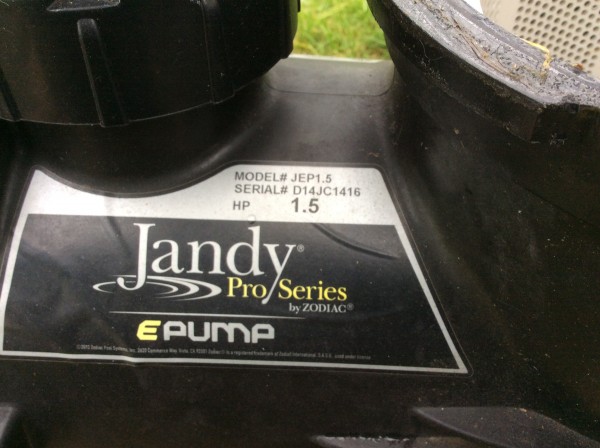 MODEL# JEP1.5
SERIAL# D14JC1416
HP 1.5
Jandy®
Pro Series
by ZODIAC®
EPUMP